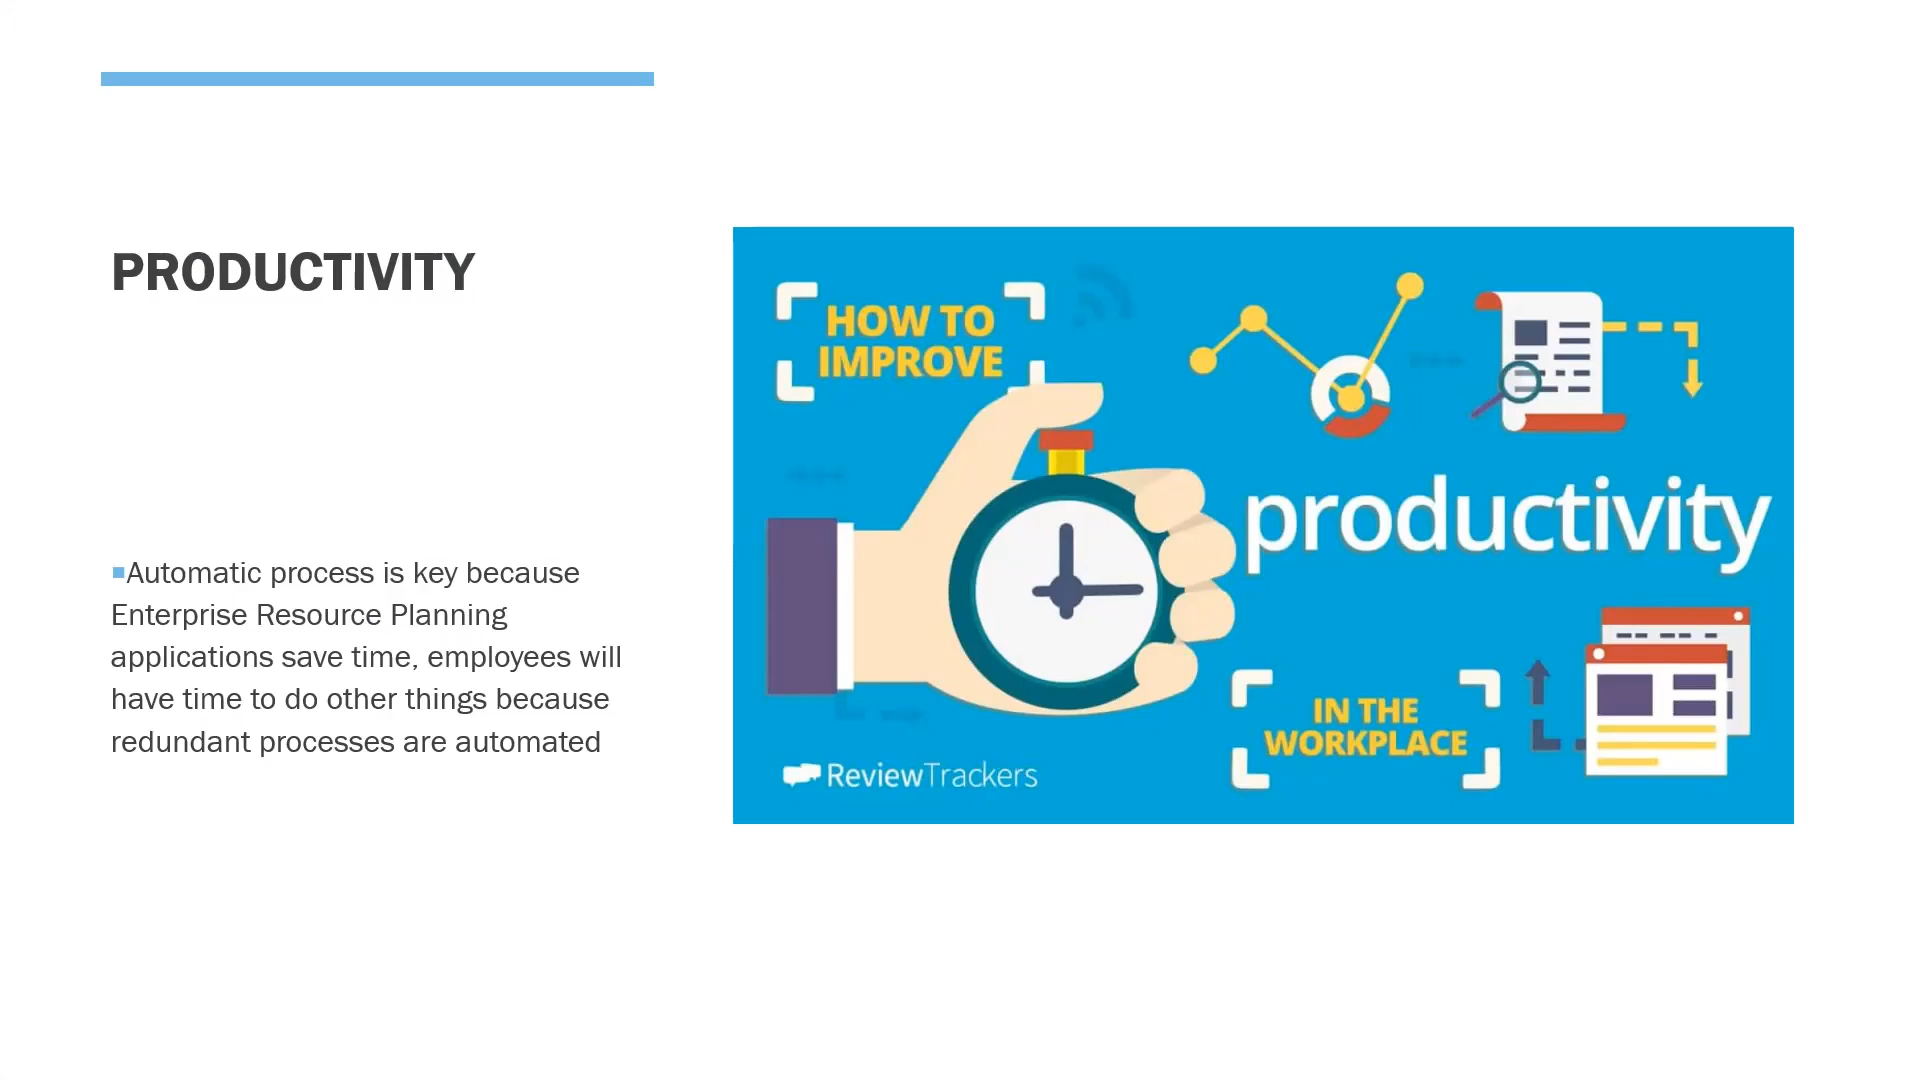 PRODUCTIVITY
▪Automatic process is key because
Enterprise Resource Planning
applications save time, employees will
have time to do other things because
redundant processes are automated
HOW TO
IMPROVE
productivity
IN THE
WORKPLACE
ReviewTrackers